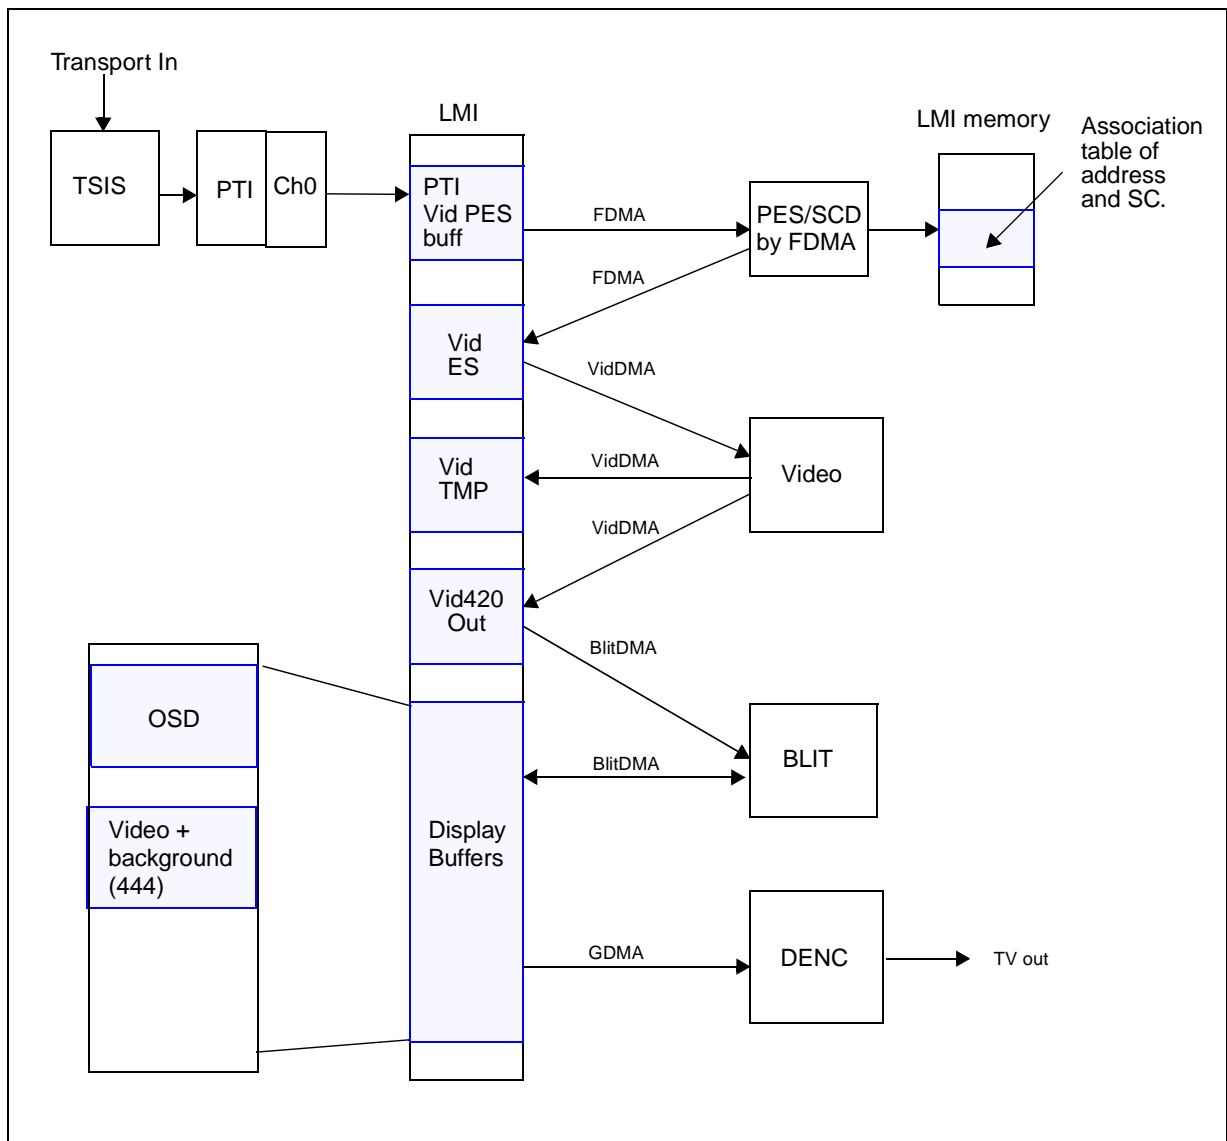 Transport In
LMI
LMI memory
Association
table of
address
and SC.
TSIS
PTI
Ch0
PTI
Vid PES
buff
FDMA
PES/SCD
by FDMA
FDMA
Vid
ES
VidDMA
Vid
TMP
VidDMA
Video
VidDMA
Vid420
Out
BlitDMA
OSD
BlitDMA
BLIT
Video +
background
(444)
Display
Buffers
GDMA
DENC
TV out